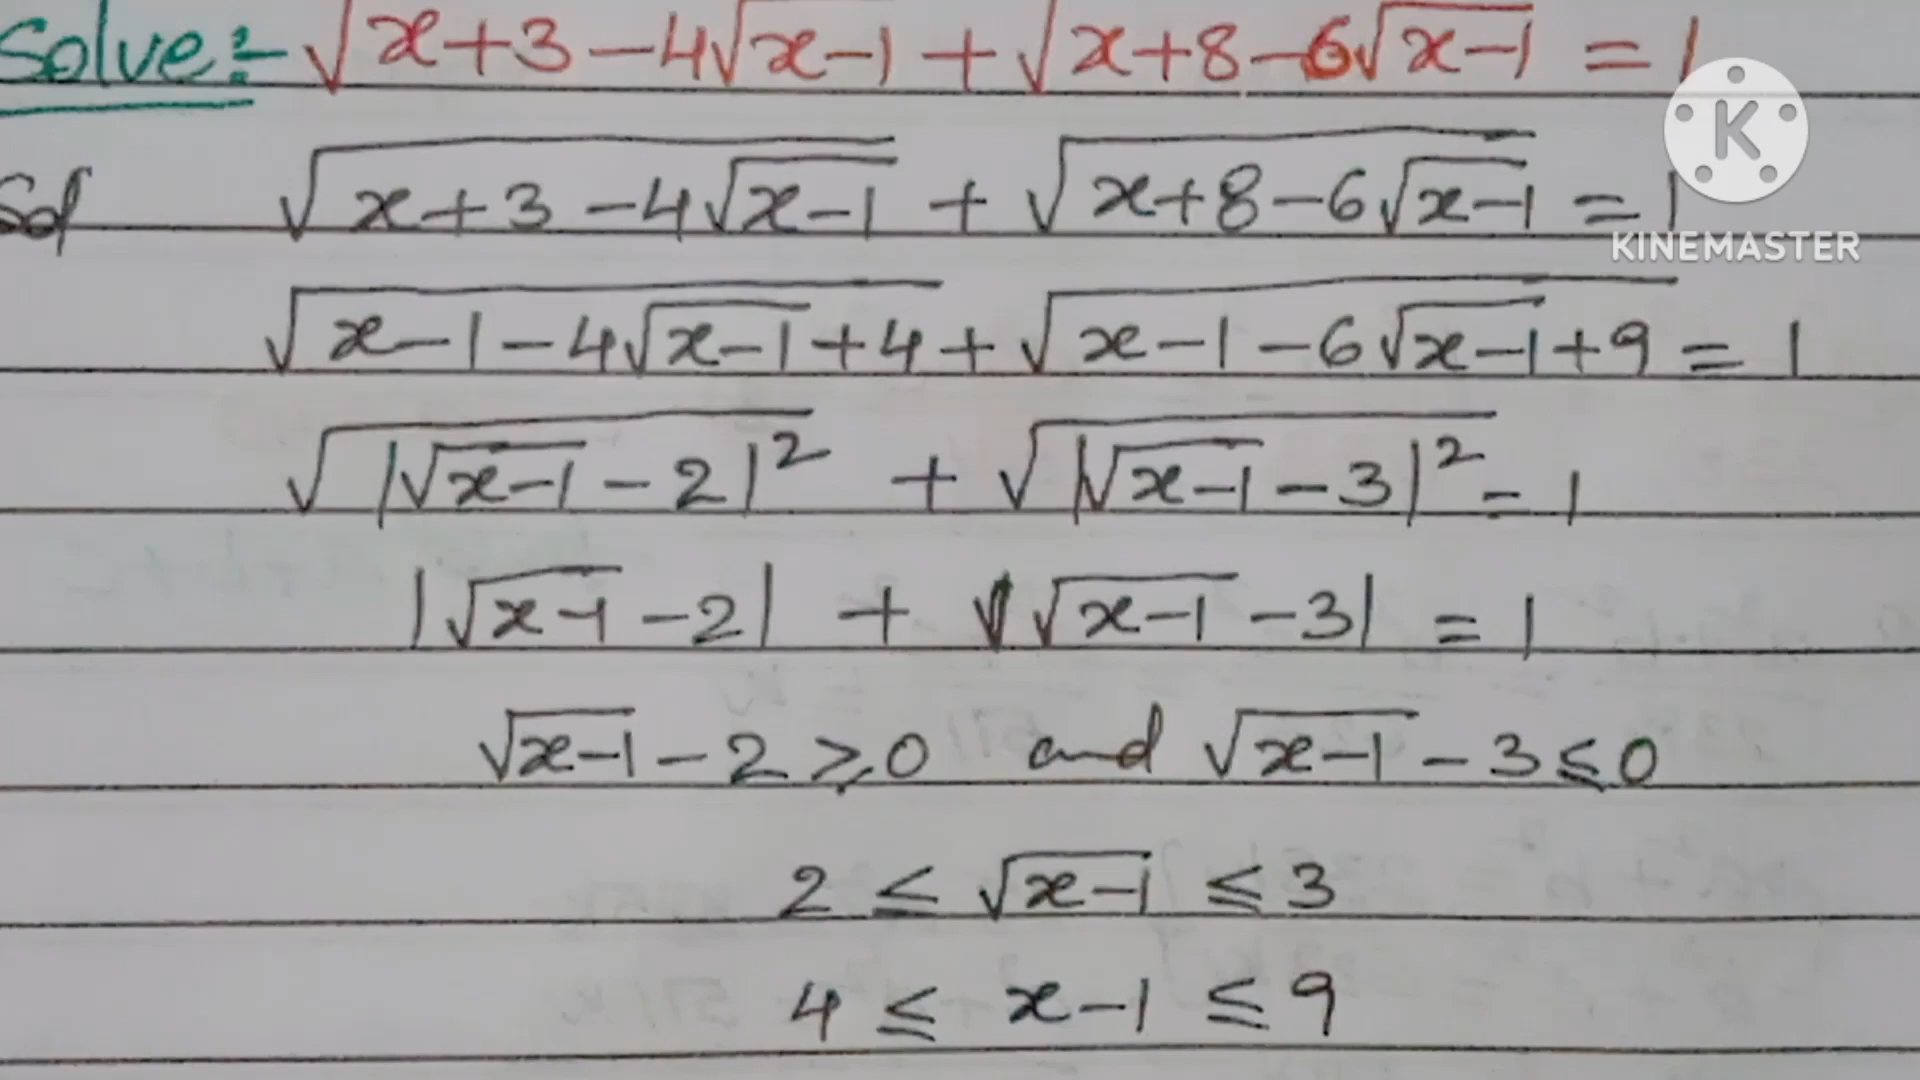 Solve:- √x+3-4√x-1 + √x+8-6√x-1 = 1
Sol √x+3-4√x-1 + √x+8-6√x-1 = 1
√x-1-4√x-1+4 + √x-1-6√x-1+9 = 1
√|√x-1-2|² + √|√x-1-3|² = 1
|√x-1-2| + |√x-1-3| = 1
√x-1-2≥0 and √x-1-3≤0
2 ≤ √x-1 ≤ 3
4 ≤ x-1 ≤ 9
K
KINEMASTER